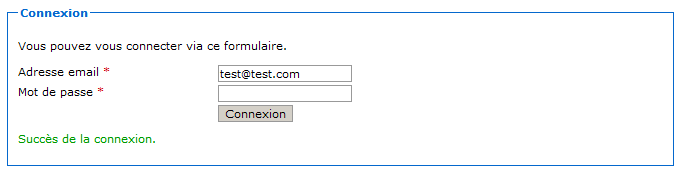 Connexion
Vous pouvez vous connecter via ce formulaire.
Adresse email * test@test.com
Mot de passe *
Connexion
Succès de la connexion.